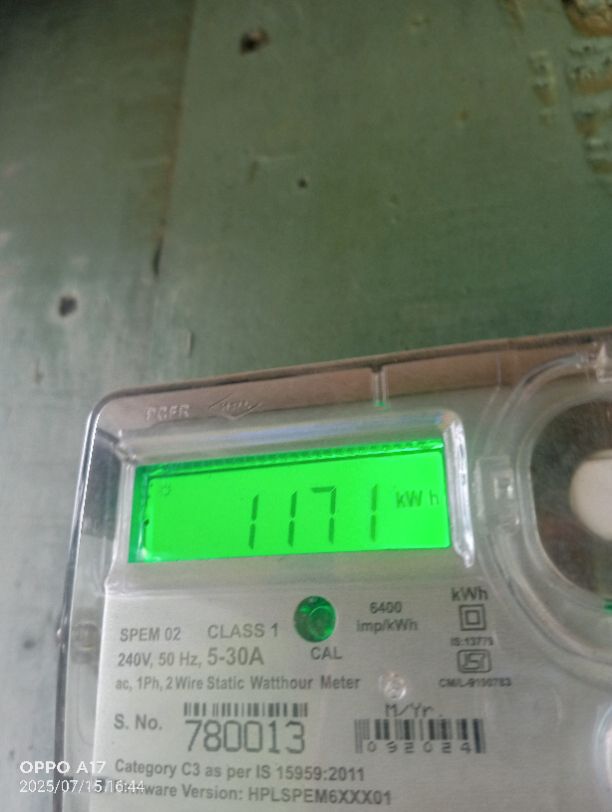 PCFR
1171 kWh
SPEM 02 CLASS 1 6400 imp/kWh kWh
240V, 50 Hz, 5-30A CAL IS:13779
ac, 1Ph, 2 Wire Static Watthour Meter
M/Yr.
S. No. 780013 092024
Category C3 as per IS 15959:2011
Version: HPLSPEM6XXX01
OPPO A17
2025/07/15 16:44